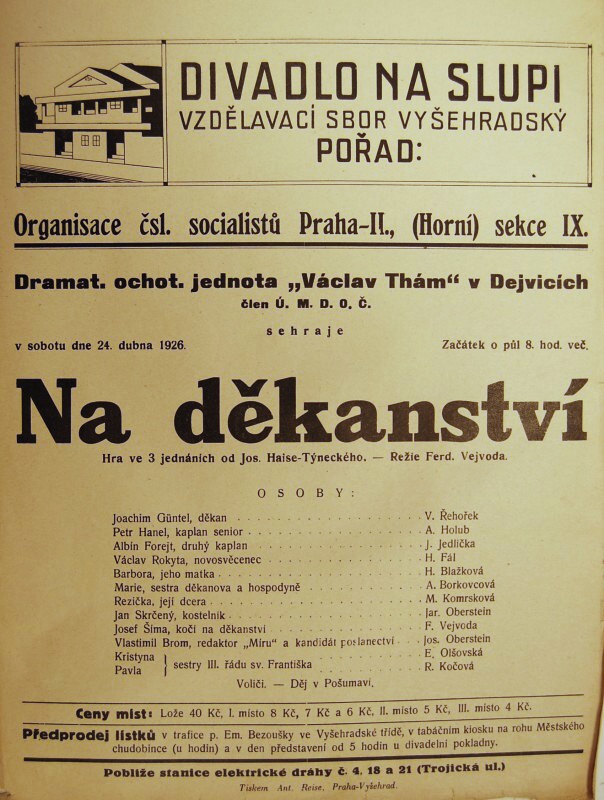 DIVADLO NA SLUPI
VZDĚLAVACÍ SBOR VYŠEHRADSKÝ
POŘAD:
Organisace čsl. socialistů Praha-II., (Horní) sekce IX.
Dramat. ochot. jednota „Václav Thám“ v Dejvicích
člen Ú. M. D. O. Č.
sehraje
v sobotu dne 24. dubna 1926. Začátek o půl 8. hod. več.
Na děkanství
Hra ve 3 jednáních od Jos. Haise-Týneckého. — Režie Ferd. Vejvoda.
OSOBY:
Joachim Güntel, děkan . . . . . V. Řehořek
Petr Hanel, kaplan senior . . . . . A. Holub
Albín Forejt, druhý kaplan . . . . . J. Jedlička
Václav Rokyta, novosvěcenec . . . . . H. Fál
Barbora, jeho matka . . . . . H. Blažková
Marie, sestra děkanova a hospodyně . . . . . A. Borkovcová
Rezička, její dcera . . . . . M. Komrsková
Jan Skrčený, kostelník . . . . . Jar. Oberstein
Josef Šíma, kočí na děkanství . . . . . F. Vejvoda
Vlastimil Brom, redaktor „Míru“ a kandidát poslanectví . . Jos. Oberstein
Kristyna } sestry III. řádu sv. Františka . . . . . E. Olšovská
Pavla } R. Kočová
Voliči. — Děj v Pošumaví.
Ceny míst: Lože 40 Kč, I. místo 8 Kč, 7 Kč a 6 Kč, II. místo 5 Kč, III. místo 4 Kč.
Předprodej lístků v trafice p. Em. Bezoušky ve Vyšehradské třídě, v tabáčním kiosku na rohu Městského
chudobince (u hodin) a v den představení od 5 hodin u divadelní pokladny.
Poblíže stanice elektrické dráhy č. 4, 18 a 21 (Trojická ul.)
Tiskem Ant. Reise, Praha-Vyšehrad.